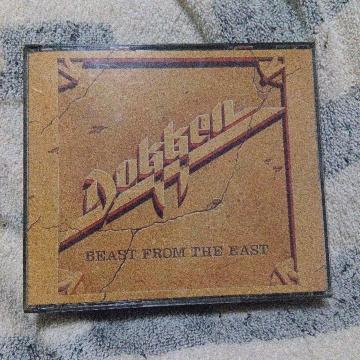 Dokken
BEAST FROM THE EAST